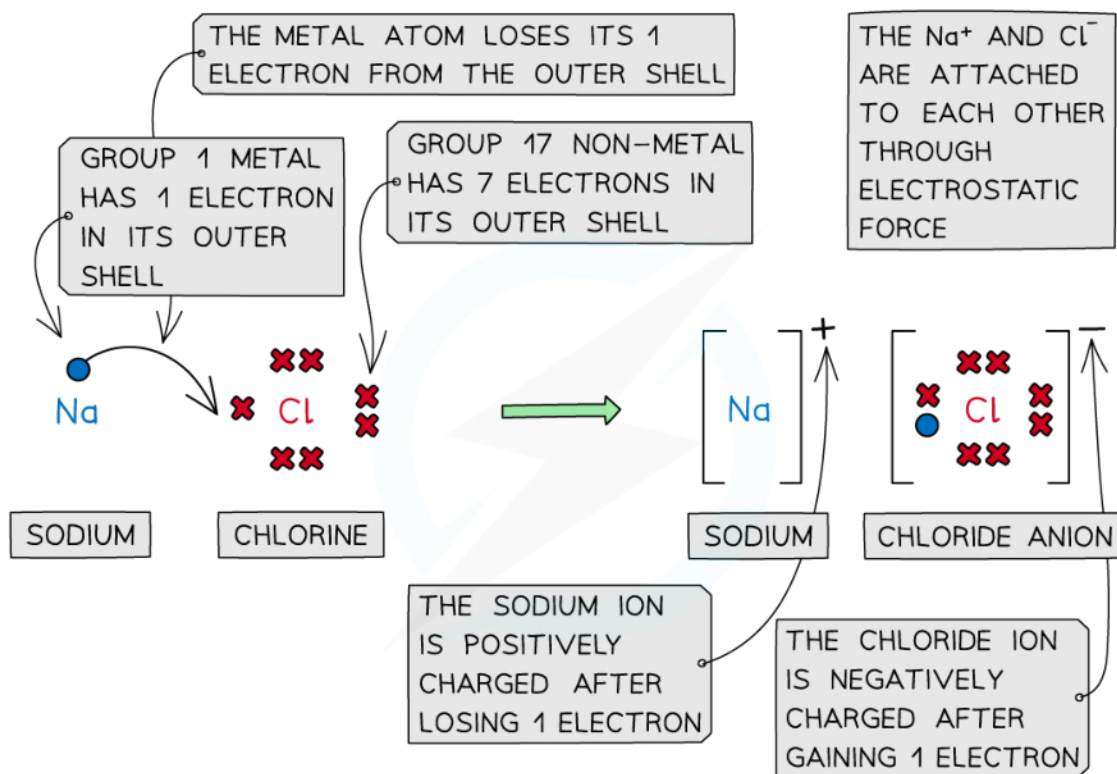 THE METAL ATOM LOSES ITS 1
ELECTRON FROM THE OUTER SHELL
GROUP 1 METAL
HAS 1 ELECTRON
IN ITS OUTER
SHELL
GROUP 17 NON-METAL
HAS 7 ELECTRONS IN
ITS OUTER SHELL
THE Na⁺ AND Cl⁻
ARE ATTACHED
TO EACH OTHER
THROUGH
ELECTROSTATIC
FORCE
Na
Cl
Na
+
Cl
−
SODIUM
CHLORINE
SODIUM
CHLORIDE ANION
THE SODIUM ION
IS POSITIVELY
CHARGED AFTER
LOSING 1 ELECTRON
THE CHLORIDE ION
IS NEGATIVELY
CHARGED AFTER
GAINING 1 ELECTRON